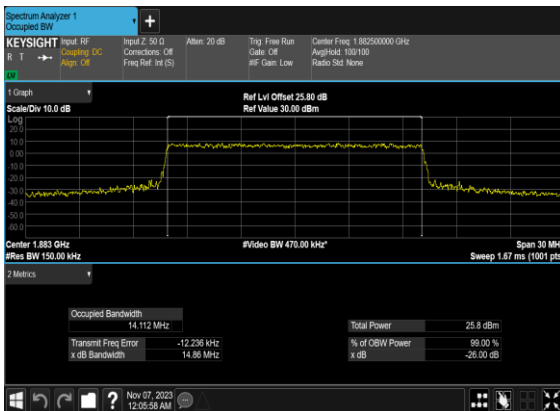 Spectrum Analyzer 1
Occupied BW
KEYSIGHT Input: RF Input Z: 50 Ω Atten: 20 dB Trig: Free Run Center Freq: 1.882500000 GHz
R T Coupling: DC Corrections: Off Gate: Off Avg|Hold: 100/100
Align: Off Freq Ref: Int (S) #IF Gain: Low Radio Std: None
LV
1 Graph
Ref Lvl Offset 25.80 dB
Scale/Div 10.0 dB Ref Value 30.00 dBm
Log
20.0
10.0
0.00
-10.0
-20.0
-30.0
-40.0
-50.0
-60.0
Center 1.883 GHz #Video BW 470.00 kHz* Span 30 MH
#Res BW 150.00 kHz Sweep 1.67 ms (1001 pts
2 Metrics
Occupied Bandwidth
14.112 MHz Total Power 25.8 dBm
Transmit Freq Error -12.236 kHz % of OBW Power 99.00 %
x dB Bandwidth 14.86 MHz x dB -26.00 dB
Nov 07, 2023
12:05:58 AM